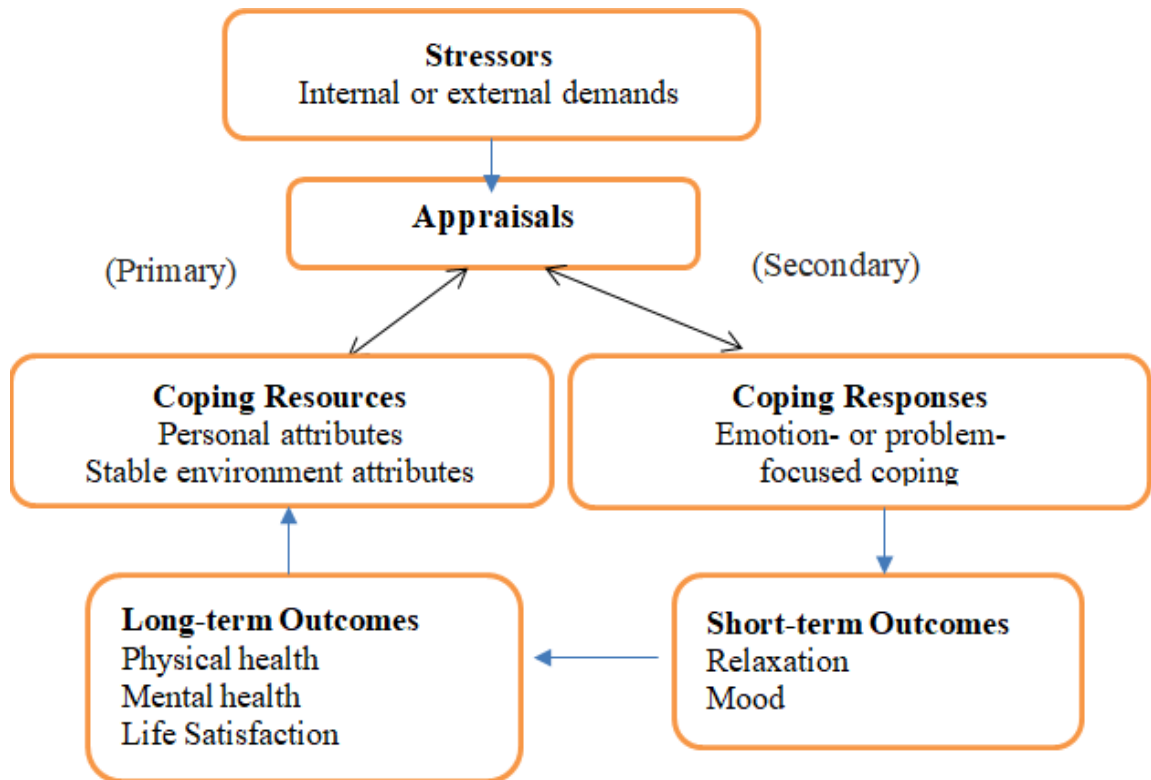 Stressors
Internal or external demands
Appraisals
(Primary)
(Secondary)
Coping Resources
Personal attributes
Stable environment attributes
Coping Responses
Emotion- or problem-
focused coping
Long-term Outcomes
Physical health
Mental health
Life Satisfaction
Short-term Outcomes
Relaxation
Mood